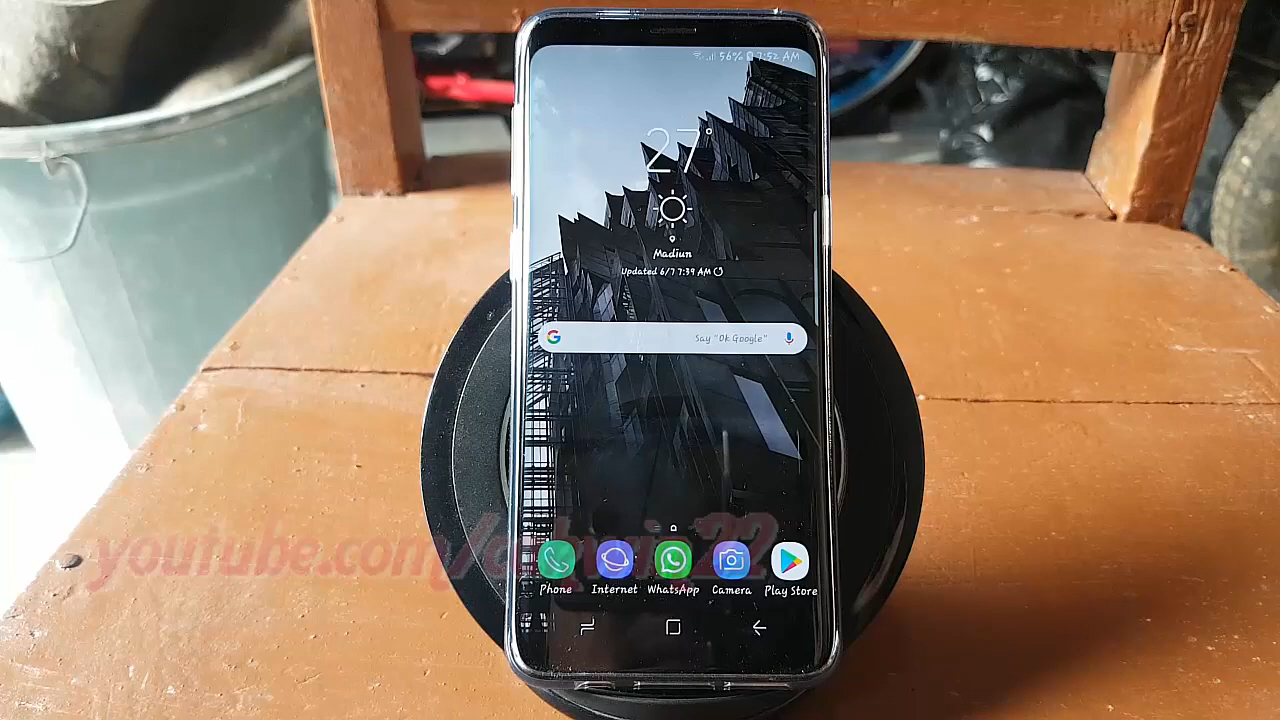 56% 7:52 AM
27°
Madiun
Updated 6/7 7:39 AM
G Say "Ok Google"
Phone Internet WhatsApp Camera Play Store
youtube.com/